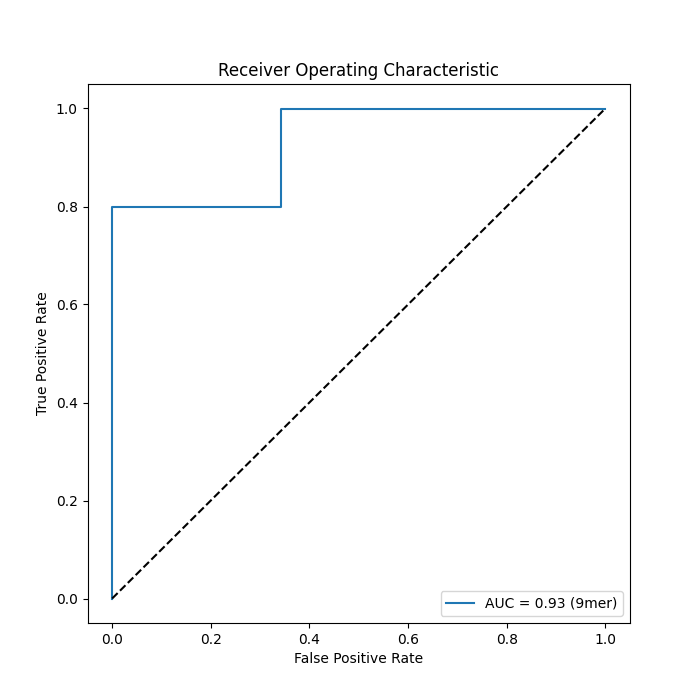 Receiver Operating Characteristic
1.0
0.8
0.6
0.4
0.2
0.0
True Positive Rate
AUC = 0.93 (9mer)
0.0 0.2 0.4 0.6 0.8 1.0
False Positive Rate